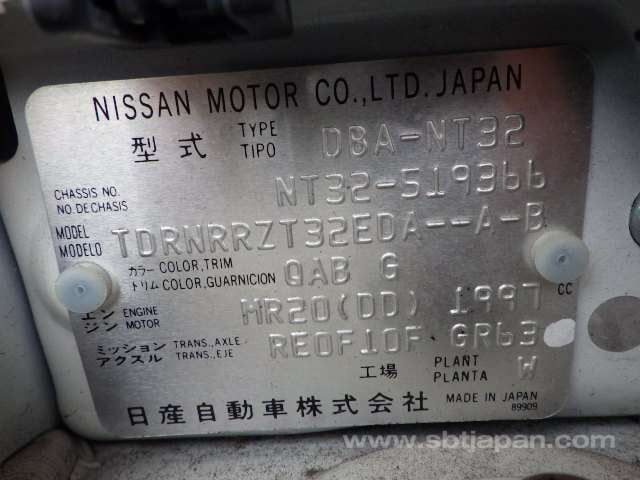 NISSAN MOTOR CO.,LTD. JAPAN
型式 TYPE TIPO DBA-NT32
CHASSIS NO. NO. DE CHASIS NT32-519366
MODEL MODELO TDRNRRZT32EDA--A-B
カラー COLOR, TRIM トリム COLOR, GUARNICION QAB G
エンジン ENGINE MOTOR MR20(DD) 1997 CC
ミッション TRANS., AXLE アクスル TRANS., EJE RE0F10F GR63
工場 PLANT PLANTA W
日産自動車株式会社 MADE IN JAPAN
89909
www.sbtjapan.com